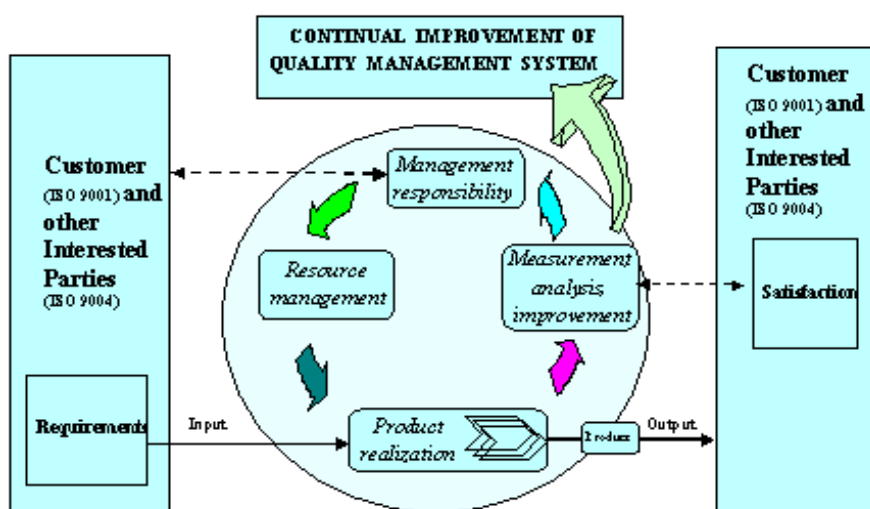 CONTINUAL IMPROVEMENT OF
QUALITY MANAGEMENT SYSTEM
Customer
(ISO 9001) and
other
Interested
Parties
(ISO 9004)
Requirements
Input
Management
responsibility
Resource
management
Measurement,
analysis,
improvement
Product
realization
Product
Output
Customer
(ISO 9001) and
other
Interested
Parties
(ISO 9004)
Satisfaction